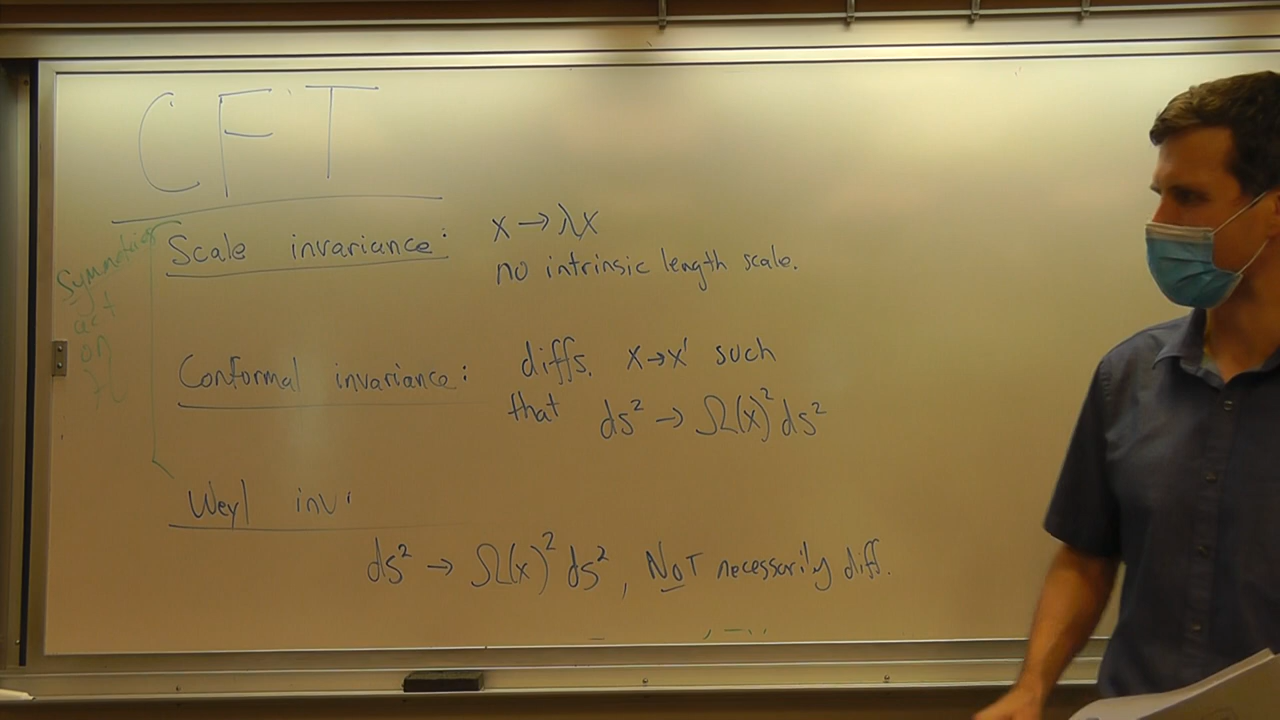 CFT
Symmetries
act
on
Scale invariance:
x → λx
no intrinsic length scale.
Conformal invariance:
diffs. x→x' such
that ds² → Ω(x)² ds²
Weyl inv:
ds² → Ω(x)² ds², NOT necessarily diff.